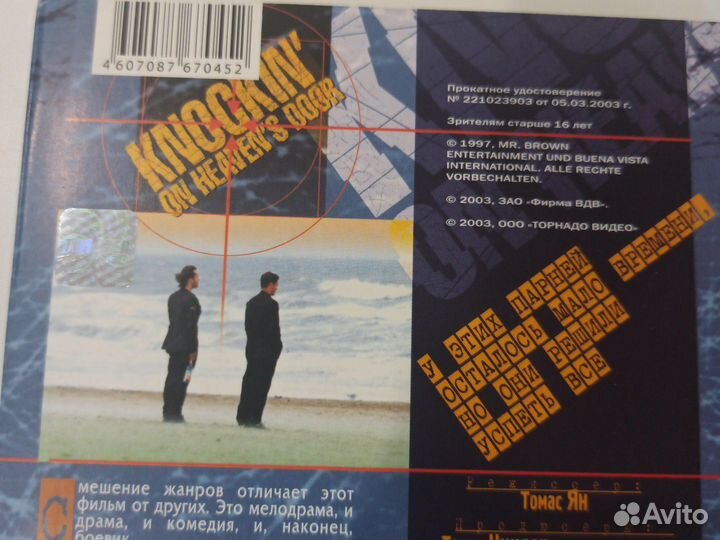 4 607087 670452
KNOCKIN'
ON HEAVEN'S DOOR
Прокатное удостоверение
№ 221023903 от 05.03.2003 г.
Зрителям старше 16 лет
© 1997, MR. BROWN
ENTERTAINMENT UND BUENA VISTA
INTERNATIONAL. ALLE RECHTE
VORBEHALTEN.
© 2003, ЗАО «Фирма ВДВ».
© 2003, ООО «ТОРНАДО ВИДЕО»
У ЭТИХ ПАРНЕЙ
ОСТАЛОСЬ МАЛО ВРЕМЕНИ,
НО ОНИ РЕШИЛИ
УСПЕТЬ ВСЕ
Смешение жанров отличает этот
фильм от других. Это мелодрама, и
драма, и комедия, и, наконец,
боевик
Режиссер:
Томас Ян
Продюсеры:
Avito